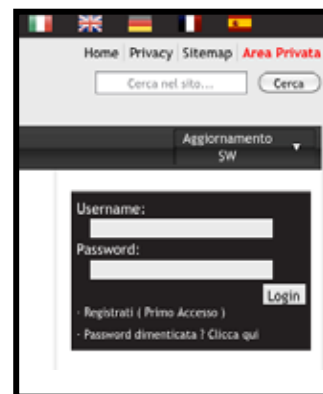 Home Privacy Sitemap Area Privata
Cerca nel sito... Cerca
Aggiornamento
SW
Username:
Password:
Login
- Registrati ( Primo Accesso )
- Password dimenticata ? Clicca qui